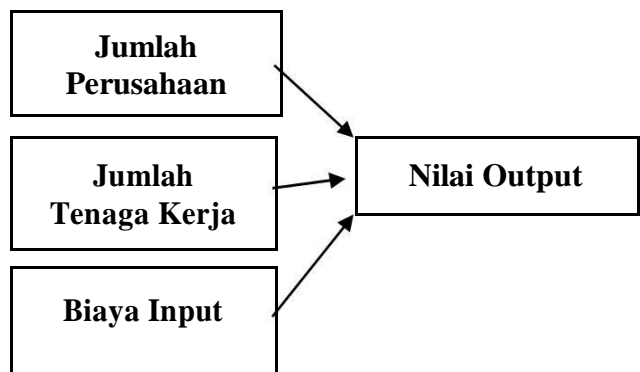 Jumlah
Perusahaan
Jumlah
Tenaga Kerja
Biaya Input
Nilai Output